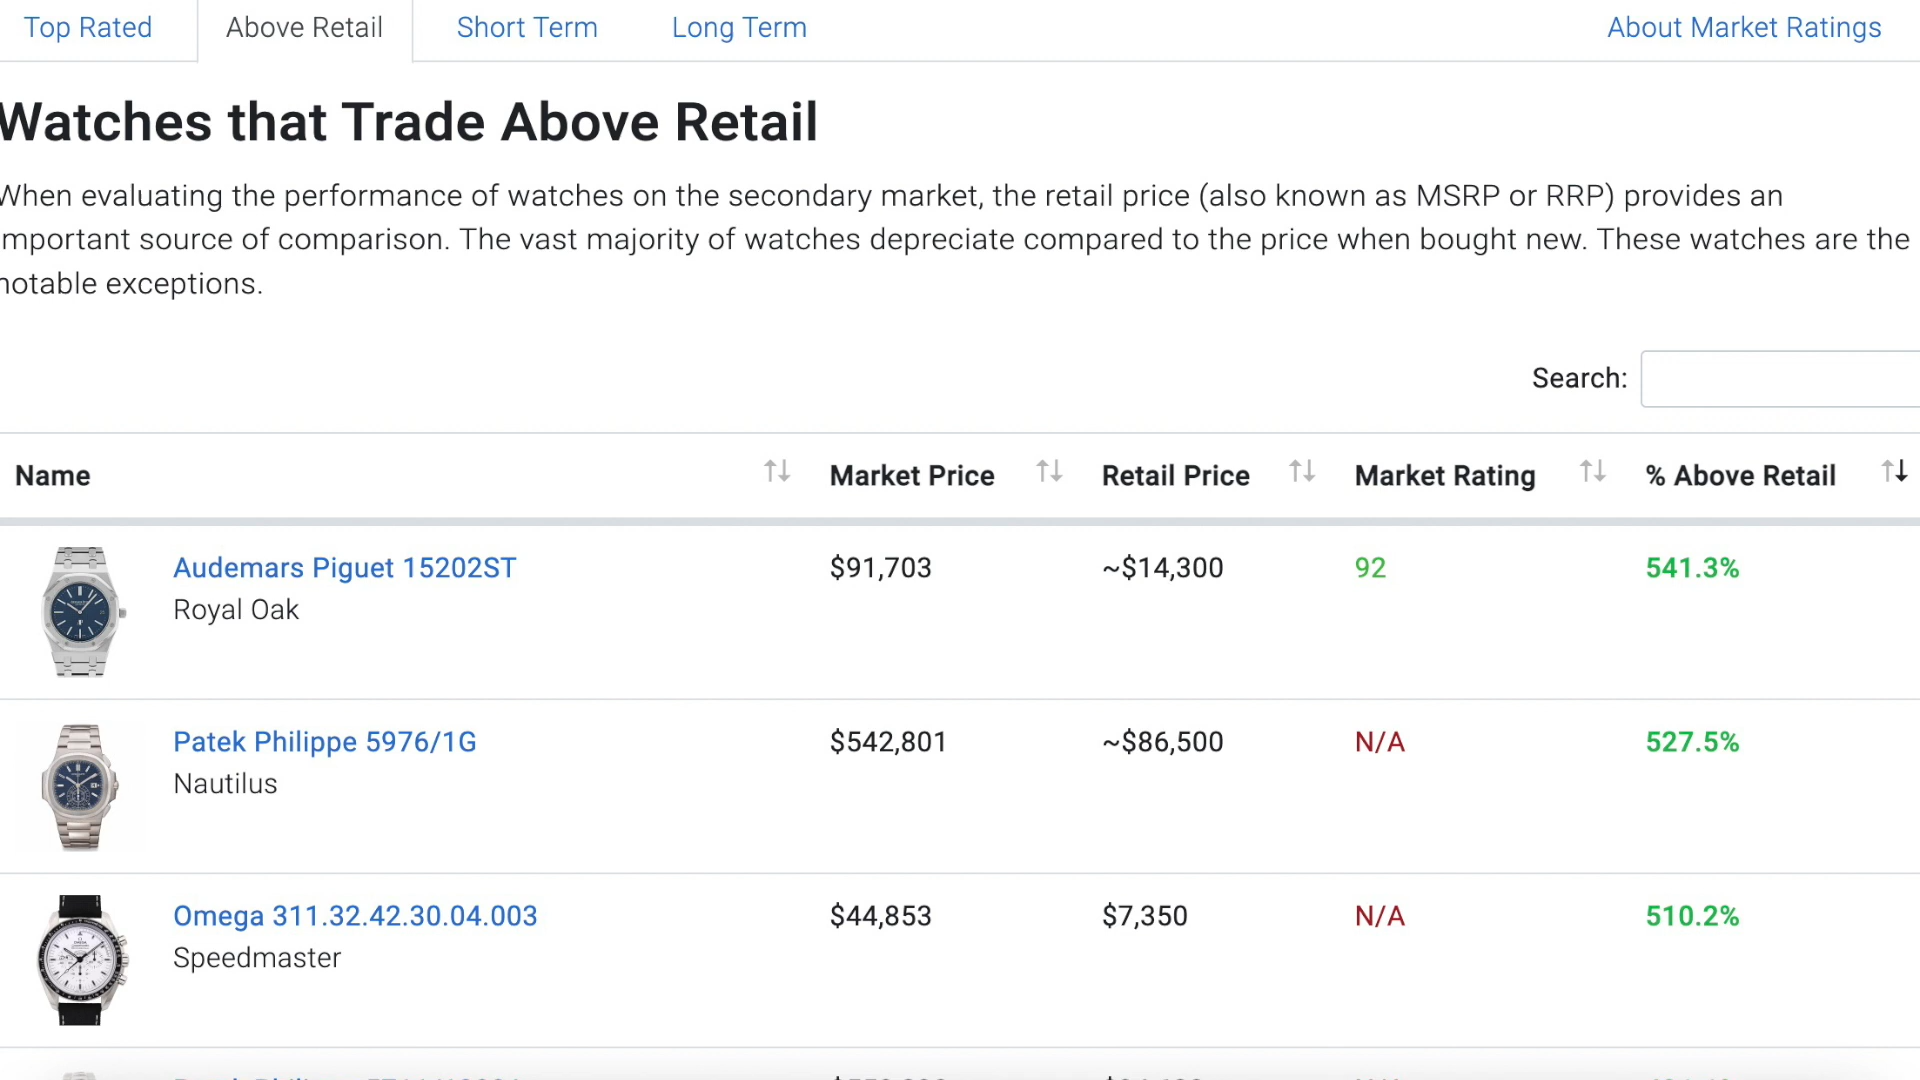 Top Rated Above Retail Short Term Long Term About Market Ratings
Watches that Trade Above Retail
When evaluating the performance of watches on the secondary market, the retail price (also known as MSRP or RRP) provides an
important source of comparison. The vast majority of watches depreciate compared to the price when bought new. These watches are the
notable exceptions.
Search:
Name Market Price Retail Price Market Rating % Above Retail
Audemars Piguet 15202ST $91,703 ~$14,300 92 541.3%
Royal Oak
Patek Philippe 5976/1G $542,801 ~$86,500 N/A 527.5%
Nautilus
Omega 311.32.42.30.04.003 $44,853 $7,350 N/A 510.2%
Speedmaster